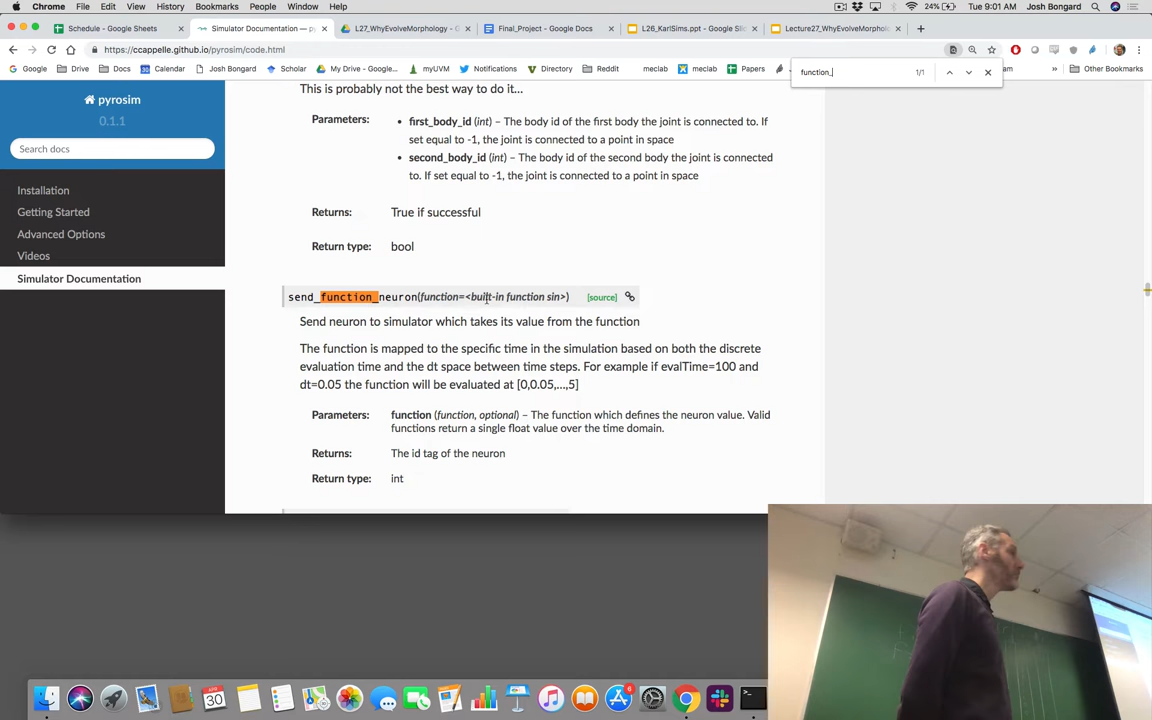 Chrome File Edit View History Bookmarks People Window Help
24% Tue 9:01 AM Josh Bongard
Schedule - Google Sheets
Simulator Documentation —
L27_WhyEvolveMorphology - G
Final_Project - Google Docs
L26_KarlSims.ppt - Google Sli
Lecture27_WhyEvolveMorpholo
https://ccappelle.github.io/pyrosim/code.html
Google Drive Calendar Josh Bongard Scholar My Drive - Googl myUVM meclab Directory Reddit meclab meclab Papers Other Bookmarks
function_ 1/1
pyrosim
0.1.1
Search docs
Installation
Getting Started
Advanced Options
Videos
Simulator Documentation
This is probably not the best way to do it...
Parameters:
• first_body_id (int) – The body id of the first body the joint is connected to. If
set equal to -1, the joint is connected to a point in space
• second_body_id (int) – The body id of the second body the joint is connected
to. If set equal to -1, the joint is connected to a point in space
Returns: True if successful
Return type: bool
send_function_neuron(function=<built-in function sin>) [source]
Send neuron to simulator which takes its value from the function
The function is mapped to the specific time in the simulation based on both the discrete
evaluation time and the dt space between time steps. For example if evalTime=100 and
dt=0.05 the function will be evaluated at [0,0.05,...,5]
Parameters: function (function, optional) – The function which defines the neuron value. Valid
functions return a single float value over the time domain.
Returns: The id tag of the neuron
Return type: int
APR
30
6